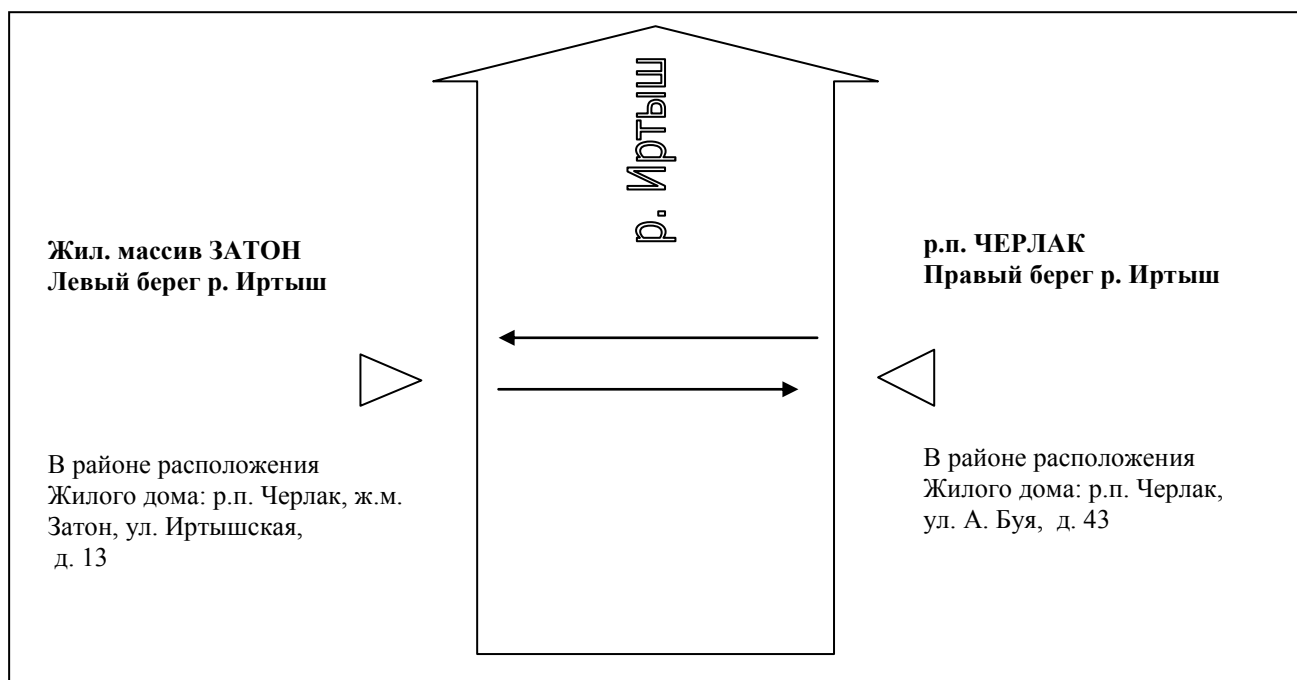 р. Иртыш
Жил. массив ЗАТОН
Левый берег р. Иртыш
р.п. ЧЕРЛАК
Правый берег р. Иртыш
В районе расположения
Жилого дома: р.п. Черлак, ж.м.
Затон, ул. Иртышская,
д. 13
В районе расположения
Жилого дома: р.п. Черлак,
ул. А. Буя, д. 43